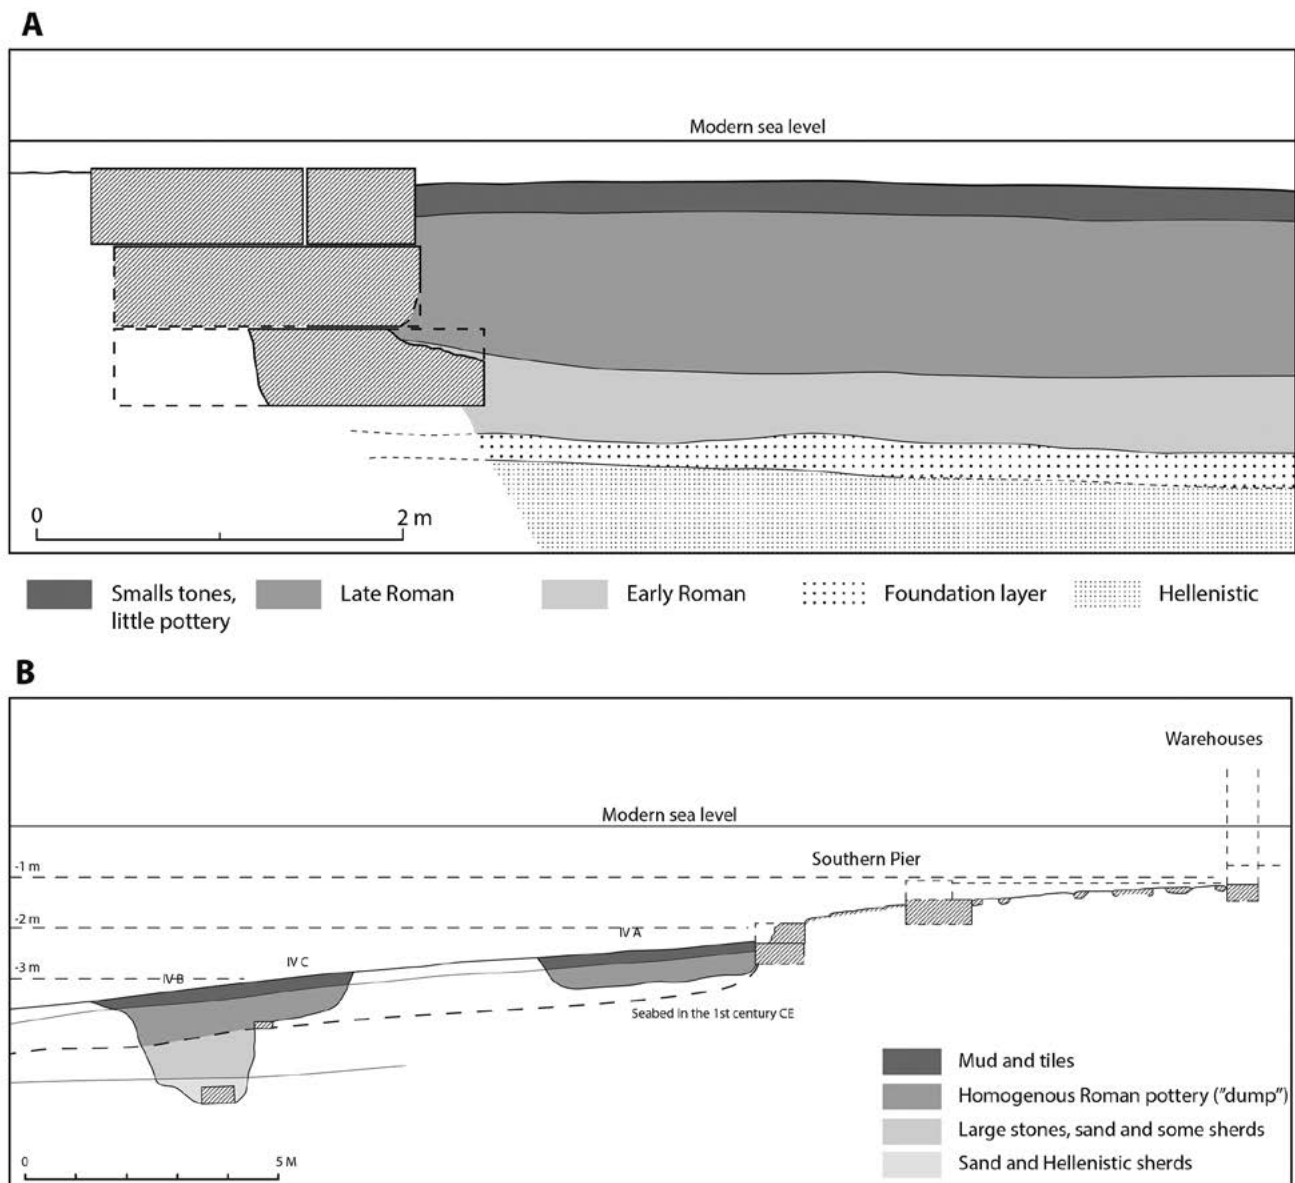 A
Modern sea level
0
2 m
Smalls tones,
little pottery
Late Roman
Early Roman
Foundation layer
Hellenistic
B
Warehouses
Modern sea level
Southern Pier
-1 m
-2 m
IV A
IV C
-3 m
IV B
Seabed in the 1st century CE
Mud and tiles
Homogenous Roman pottery ("dump")
Large stones, sand and some sherds
Sand and Hellenistic sherds
0
5 M